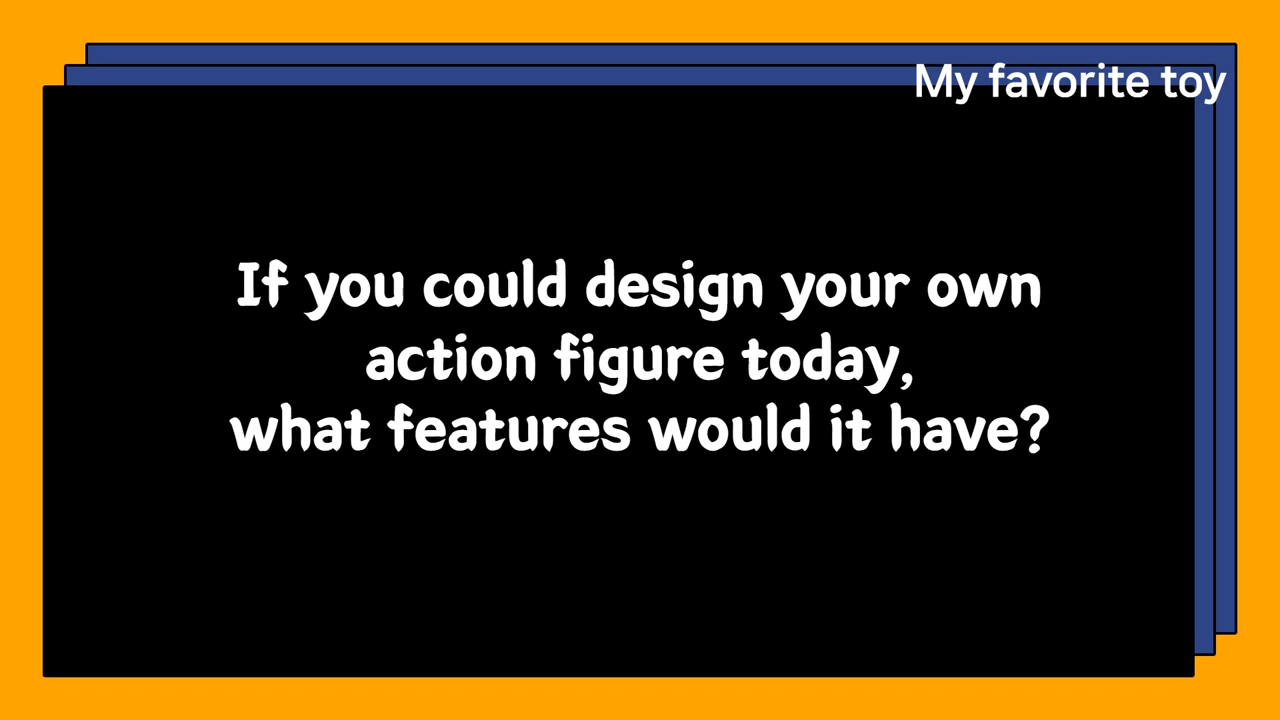 My favorite toy
If you could design your own
action figure today,
what features would it have?